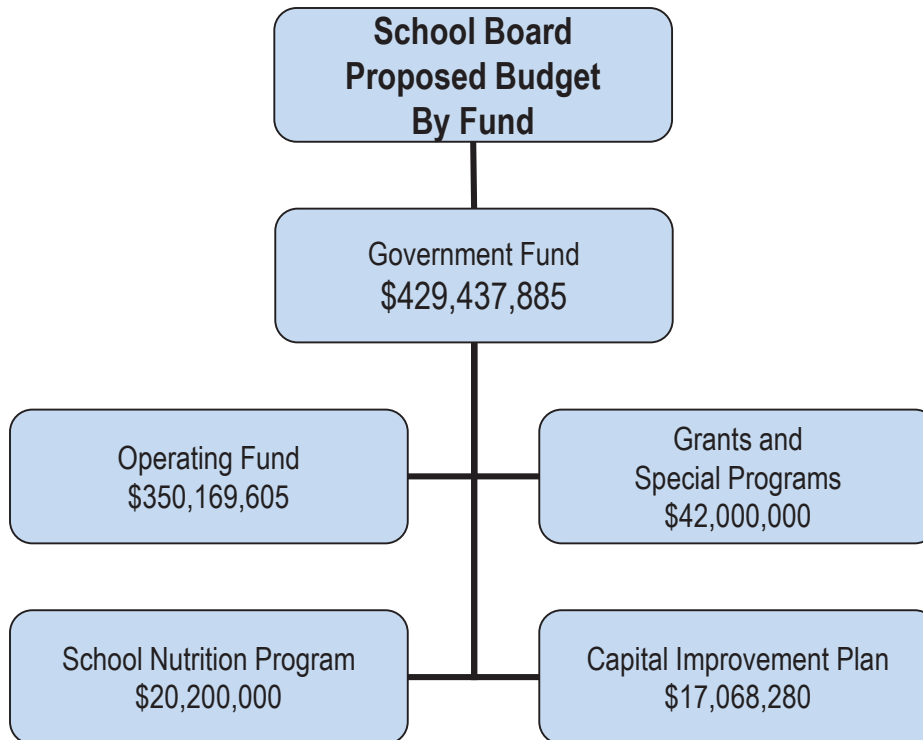 School Board
Proposed Budget
By Fund
Government Fund
$429,437,885
Operating Fund
$350,169,605
Grants and
Special Programs
$42,000,000
School Nutrition Program
$20,200,000
Capital Improvement Plan
$17,068,280